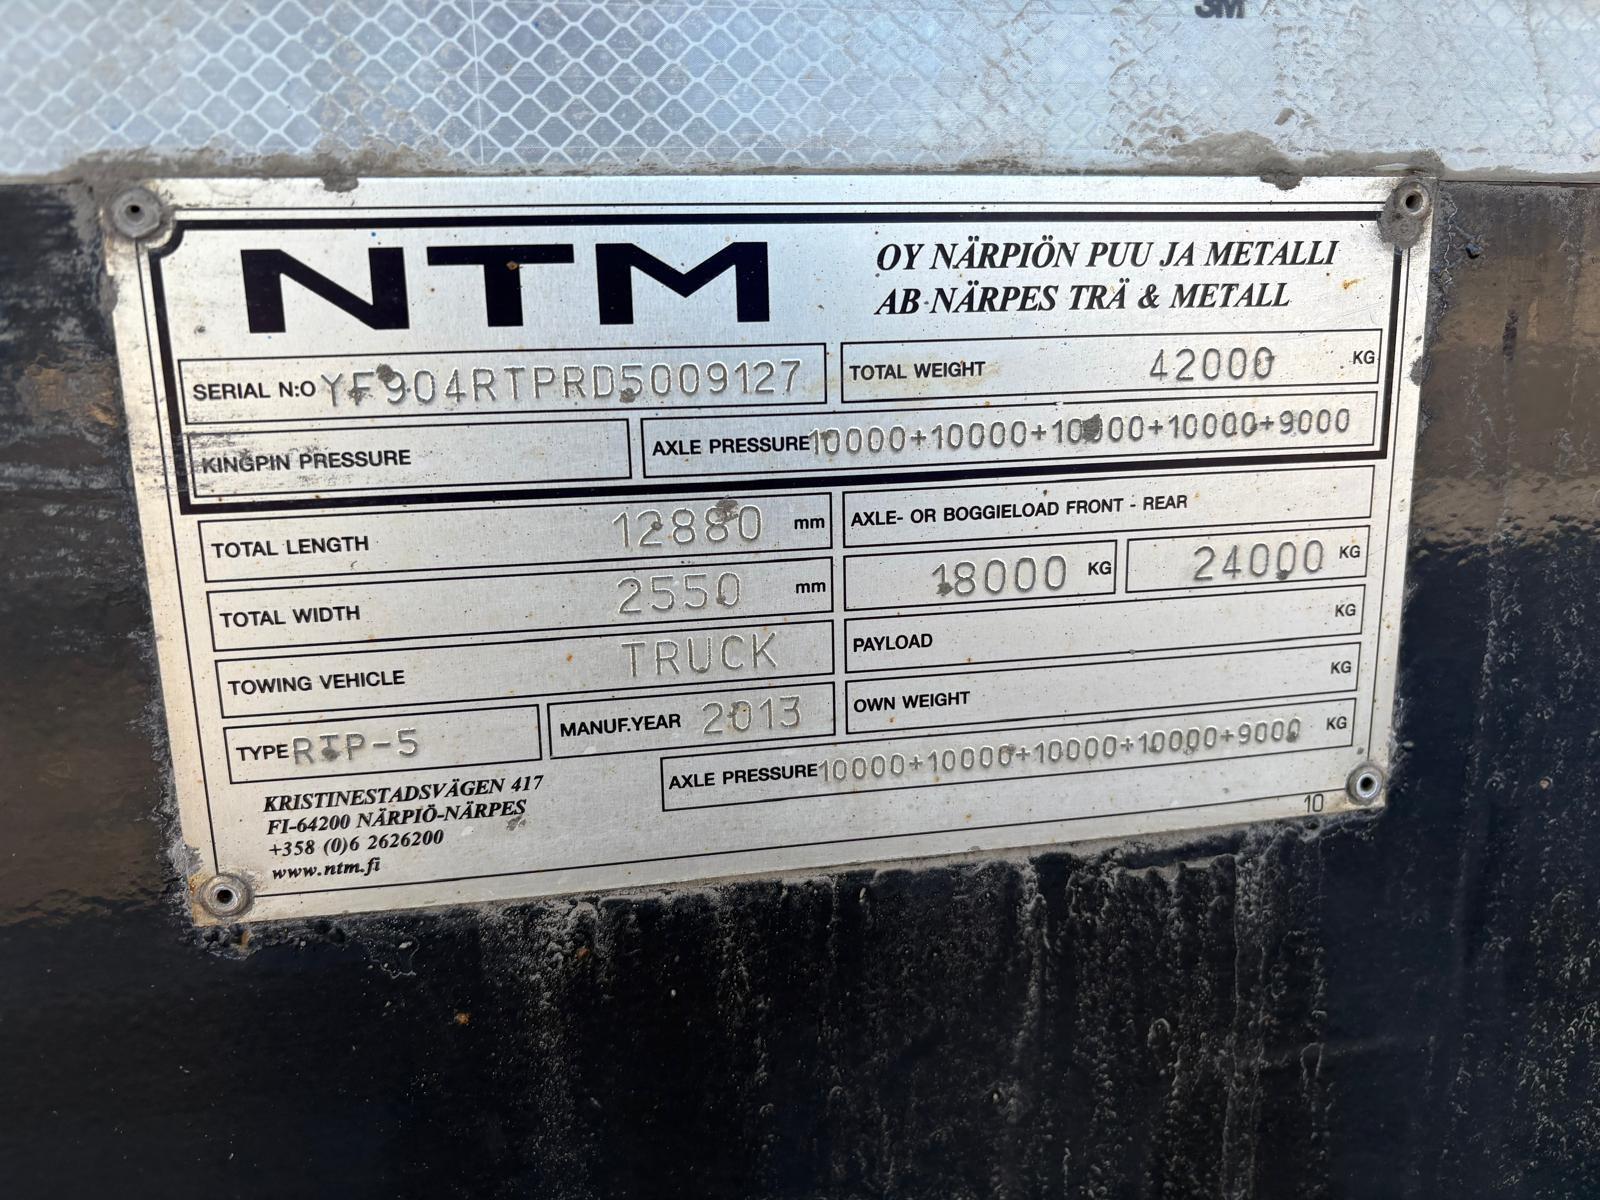 3M
NTM
OY NÄRPIÖN PUU JA METALLI
AB NÄRPES TRÄ & METALL
SERIAL N:O YF904RTPRD5009127
TOTAL WEIGHT 42000 KG
KINGPIN PRESSURE
AXLE PRESSURE 10000+10000+10000+10000+9000
TOTAL LENGTH 12880 mm
AXLE- OR BOGGIELOAD FRONT - REAR
18000 KG 24000 KG
TOTAL WIDTH 2550 mm
PAYLOAD KG
TOWING VEHICLE TRUCK
OWN WEIGHT KG
TYPE RTP-5
MANUF.YEAR 2013
AXLE PRESSURE 10000+10000+10000+10000+9000 KG
KRISTINESTADSVÄGEN 417
FI-64200 NÄRPIÖ-NÄRPES
+358 (0)6 2626200
www.ntm.fi
10